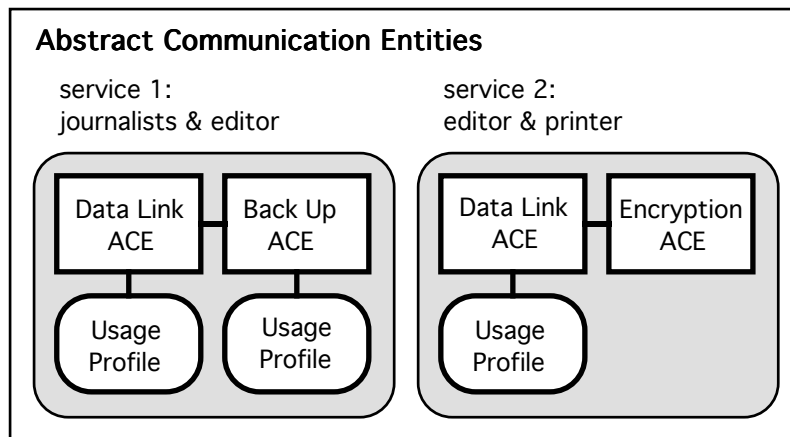 Abstract Communication Entities
service 1:
journalists & editor
service 2:
editor & printer
Data Link
ACE
Back Up
ACE
Data Link
ACE
Encryption
ACE
Usage
Profile
Usage
Profile
Usage
Profile